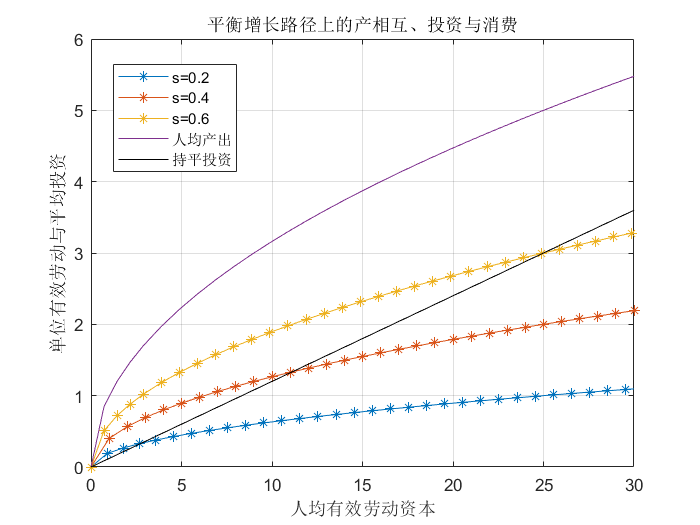 平衡增长路径上的产相互、投资与消费
s=0.2
s=0.4
s=0.6
人均产出
持平投资
单位有效劳动与平均投资
6
5
4
3
2
1
0
0 5 10 15 20 25 30
人均有效劳动资本